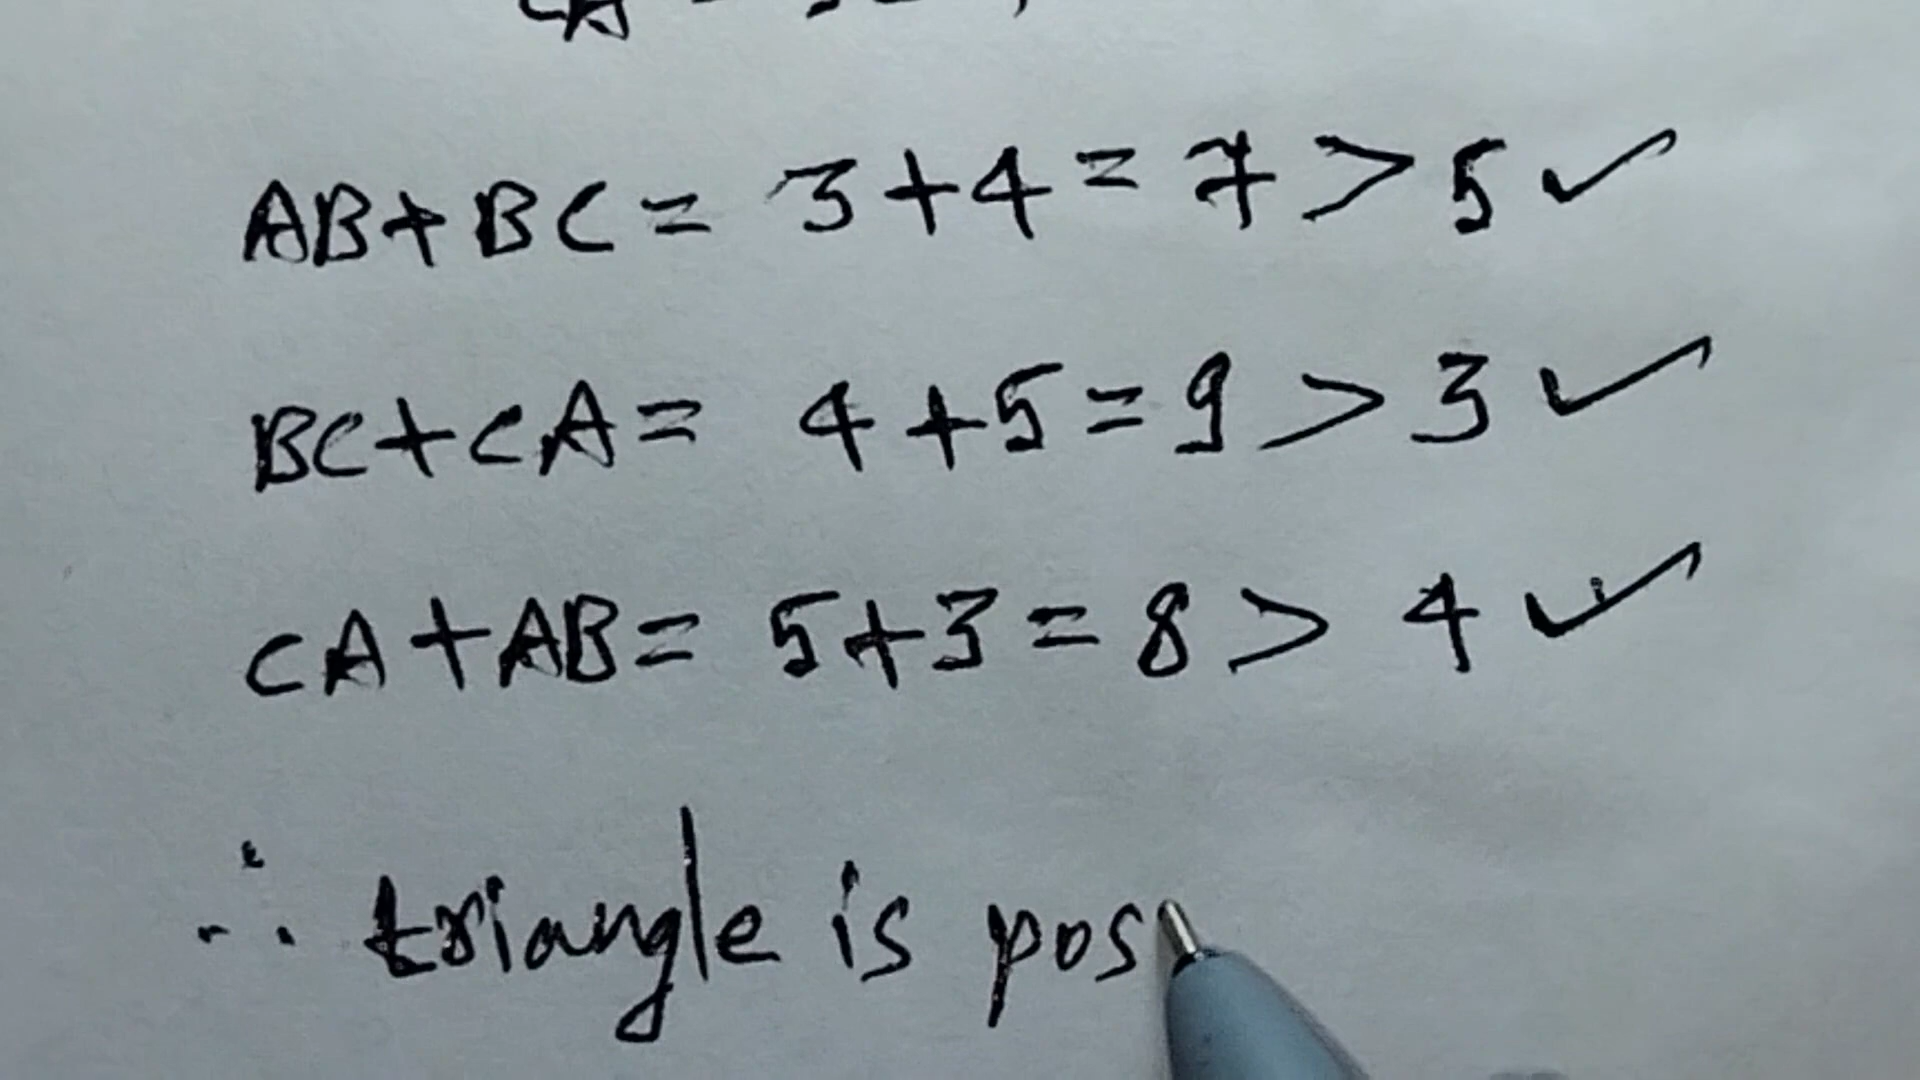 AB+BC= 3+4=7>5✓
BC+CA= 4+5=9>3✓
CA+AB= 5+3=8>4✓
∴ triangle is pos